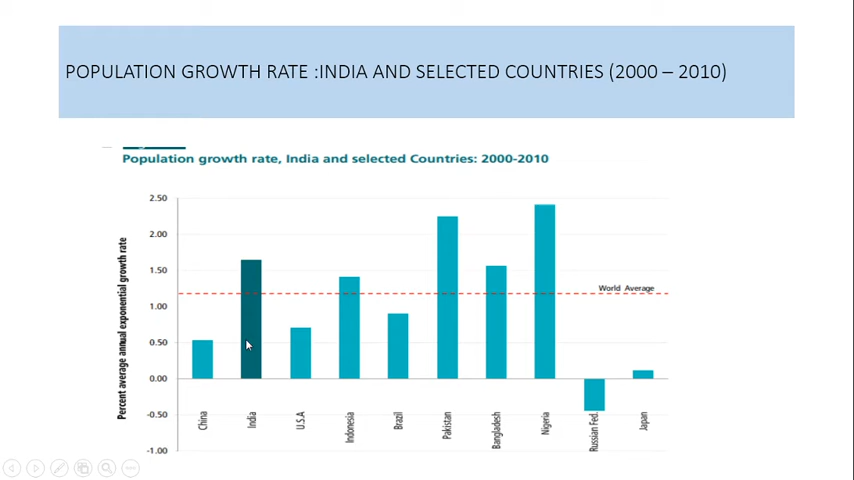 POPULATION GROWTH RATE :INDIA AND SELECTED COUNTRIES (2000 – 2010)
Population growth rate, India and selected Countries: 2000-2010
Percent average annual exponential growth rate
2.50
2.00
1.50
1.00
0.50
0.00
-0.50
-1.00
World Average
China
India
U.S.A
Indonesia
Brazil
Pakistan
Bangladesh
Nigeria
Russian Fed.
Japan